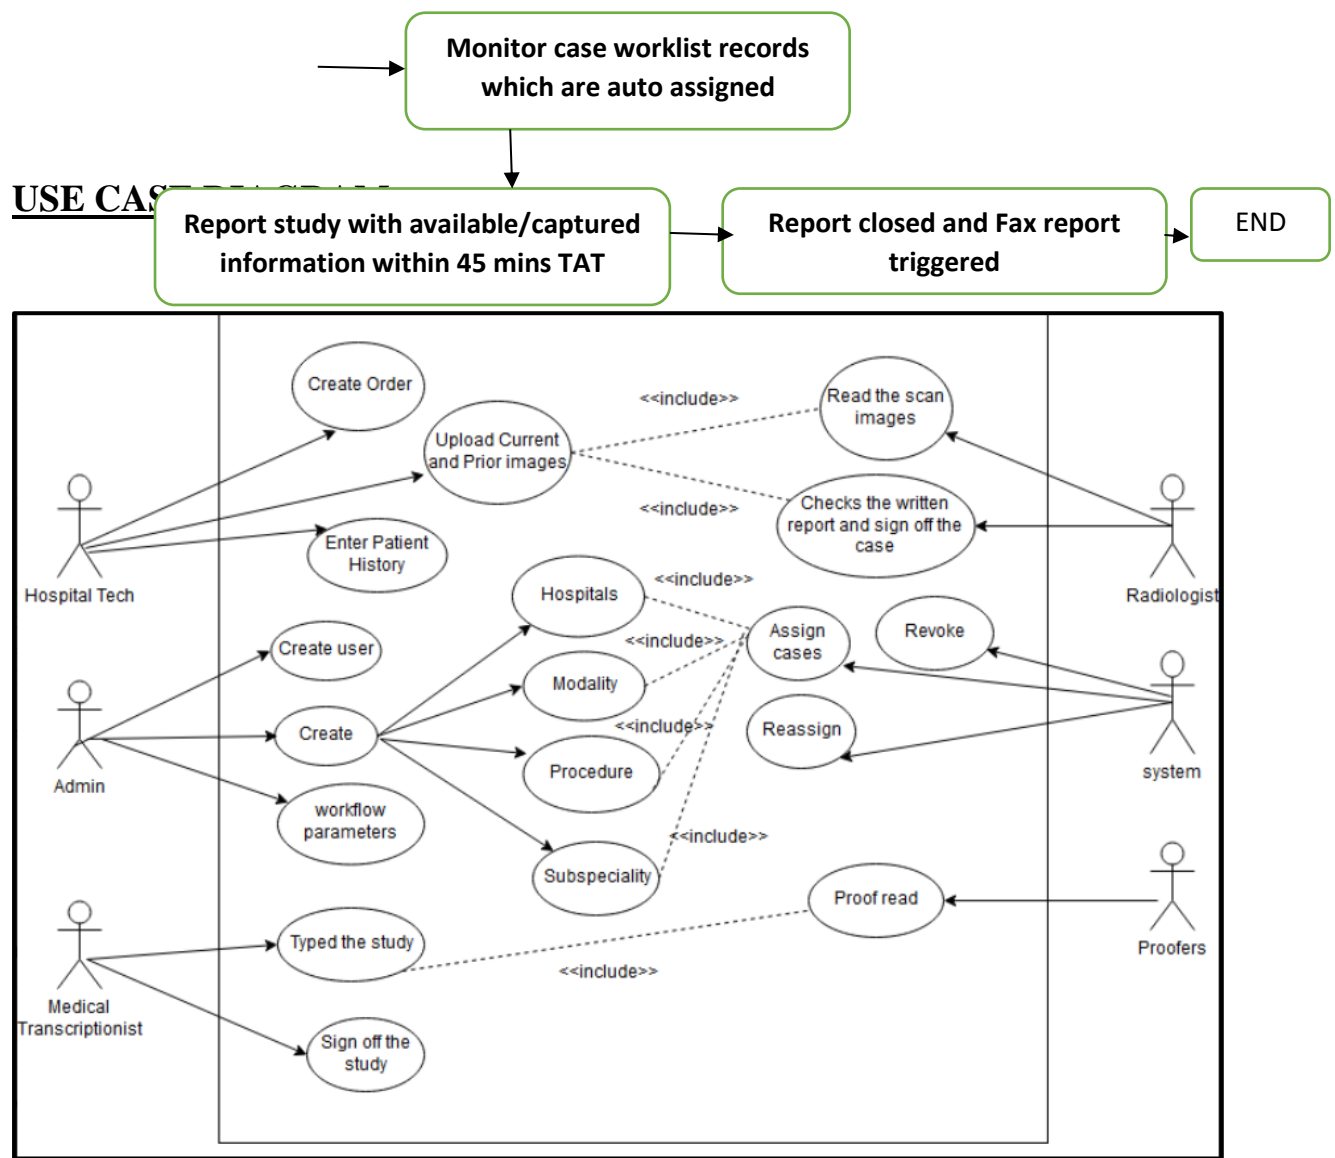 Monitor case worklist records
which are auto assigned
USE CASE DIAGRAM
Report study with available/captured
information within 45 mins TAT
Report closed and Fax report
triggered
END
Create Order
Upload Current
and Prior images
<<include>>
Read the scan
images
<<include>>
Checks the written
report and sign off the
case
Enter Patient
History
Hospital Tech
Radiologist
Hospitals
<<include>>
Create user
Modality
<<include>>
Assign
cases
Revoke
Create
Procedure
<<include>>
Reassign
Admin
system
workflow
parameters
Subspeciality
<<include>>
Typed the study
Proof read
<<include>>
Proofers
Medical
Transcriptionist
Sign off the
study